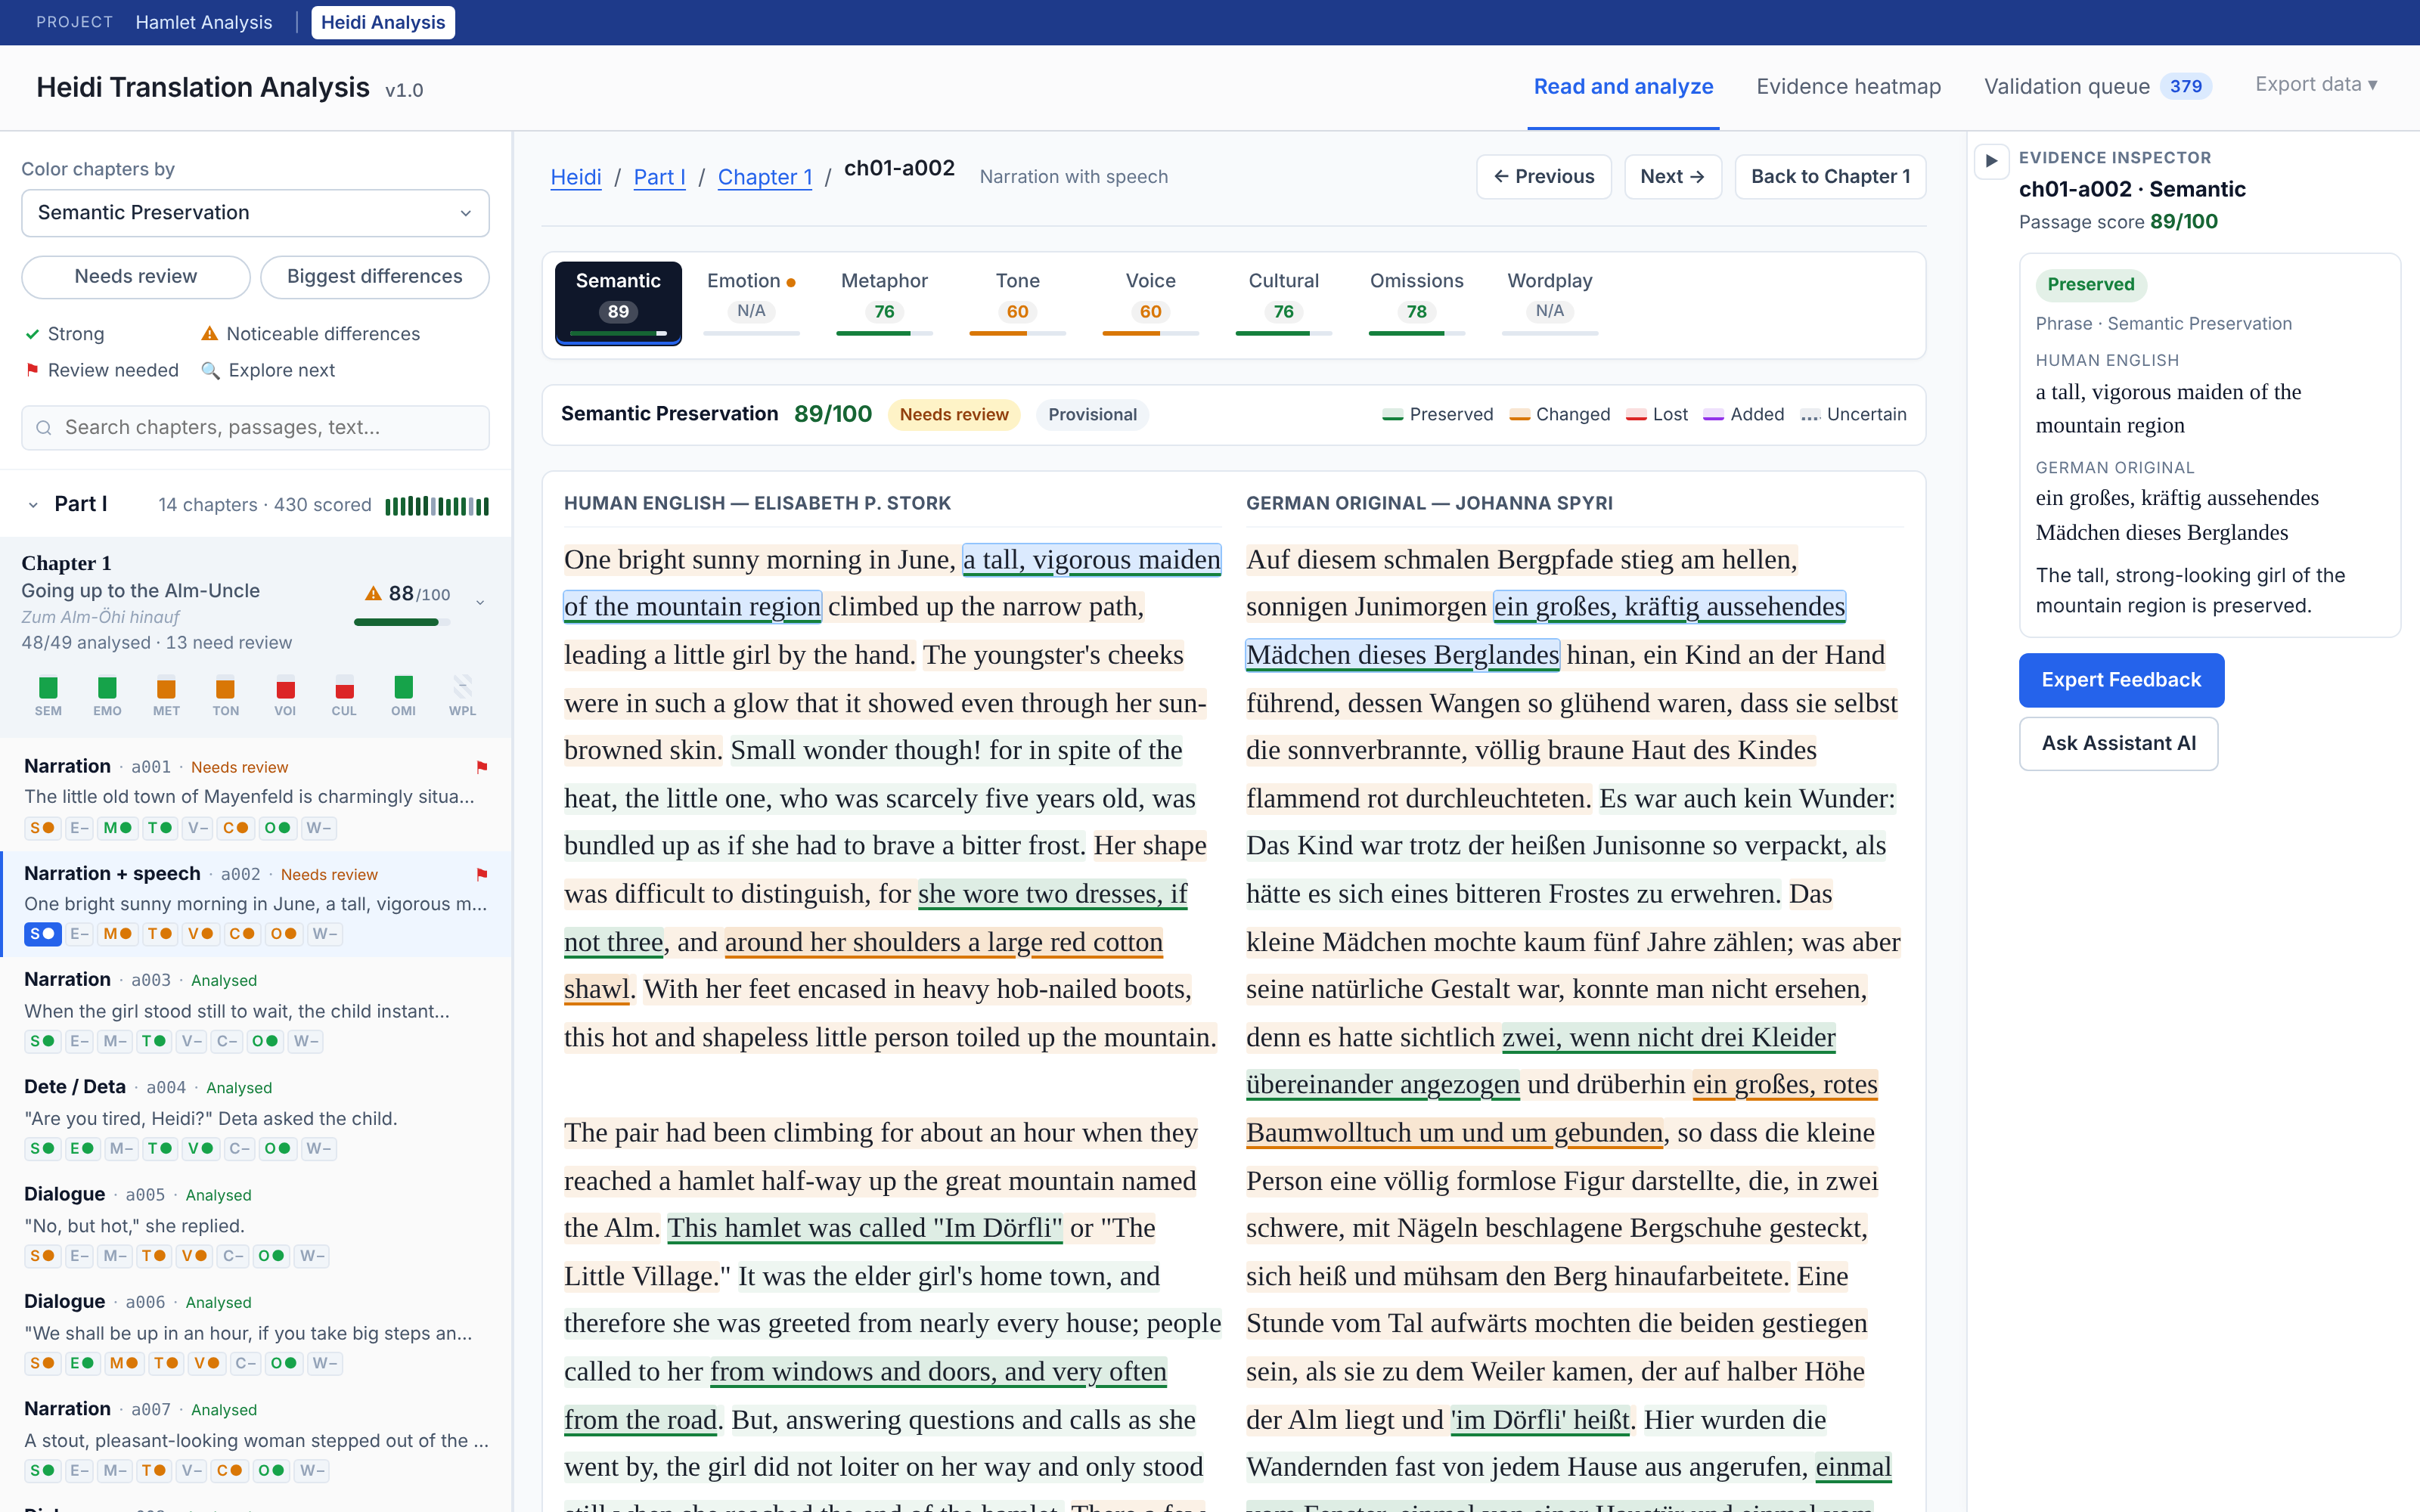 PROJECT Hamlet Analysis Heidi Analysis
Heidi Translation Analysis v1.0
Read and analyze Evidence heatmap Validation queue 379 Export data ▾
Color chapters by
Semantic Preservation
Needs review Biggest differences
Strong Noticeable differences
Review needed Explore next
Search chapters, passages, text...
Part I 14 chapters · 430 scored
Chapter 1
Going up to the Alm-Uncle
88/100
Zum Alm-Öhi hinauf
48/49 analysed · 13 need review
SEM EMO MET TON VOI CUL OMI WPL
Narration · a001 · Needs review
The little old town of Mayenfeld is charmingly situa...
S E– M T V– C O W–
Narration + speech · a002 · Needs review
One bright sunny morning in June, a tall, vigorous m...
S E– M T V C O W–
Narration · a003 · Analysed
When the girl stood still to wait, the child instant...
S E– M– T V– C– O W–
Dete / Deta · a004 · Analysed
"Are you tired, Heidi?" Deta asked the child.
S E M– T V C– O W–
Dialogue · a005 · Analysed
"No, but hot," she replied.
S E– M– T V C– O W–
Dialogue · a006 · Analysed
"We shall be up in an hour, if you take big steps an...
S E M T V C– O W–
Narration · a007 · Analysed
A stout, pleasant-looking woman stepped out of the ...
S E– M– T V– C O W–
Heidi / Part I / Chapter 1 / ch01-a002 Narration with speech
← Previous Next → Back to Chapter 1
Semantic Emotion Metaphor Tone Voice Cultural Omissions Wordplay
89 N/A 76 60 60 76 78 N/A
Semantic Preservation 89/100 Needs review Provisional
Preserved Changed Lost Added Uncertain
HUMAN ENGLISH — ELISABETH P. STORK
One bright sunny morning in June, a tall, vigorous maiden
of the mountain region climbed up the narrow path,
leading a little girl by the hand. The youngster's cheeks
were in such a glow that it showed even through her sun-
browned skin. Small wonder though! for in spite of the
heat, the little one, who was scarcely five years old, was
bundled up as if she had to brave a bitter frost. Her shape
was difficult to distinguish, for she wore two dresses, if
not three, and around her shoulders a large red cotton
shawl. With her feet encased in heavy hob-nailed boots,
this hot and shapeless little person toiled up the mountain.
The pair had been climbing for about an hour when they
reached a hamlet half-way up the great mountain named
the Alm. This hamlet was called "Im Dörfli" or "The
Little Village." It was the elder girl's home town, and
therefore she was greeted from nearly every house; people
called to her from windows and doors, and very often
from the road. But, answering questions and calls as she
went by, the girl did not loiter on her way and only stood
still when she reached the end of the hamlet. There a few
GERMAN ORIGINAL — JOHANNA SPYRI
Auf diesem schmalen Bergpfade stieg am hellen,
sonnigen Junimorgen ein großes, kräftig aussehendes
Mädchen dieses Berglandes hinan, ein Kind an der Hand
führend, dessen Wangen so glühend waren, dass sie selbst
die sonnverbrannte, völlig braune Haut des Kindes
flammend rot durchleuchteten. Es war auch kein Wunder:
Das Kind war trotz der heißen Junisonne so verpackt, als
hätte es sich eines bitteren Frostes zu erwehren. Das
kleine Mädchen mochte kaum fünf Jahre zählen; was aber
seine natürliche Gestalt war, konnte man nicht ersehen,
denn es hatte sichtlich zwei, wenn nicht drei Kleider
übereinander angezogen und drüberhin ein großes, rotes
Baumwolltuch um und um gebunden, so dass die kleine
Person eine völlig formlose Figur darstellte, die, in zwei
schwere, mit Nägeln beschlagene Bergschuhe gesteckt,
sich heiß und mühsam den Berg hinaufarbeitete. Eine
Stunde vom Tal aufwärts mochten die beiden gestiegen
sein, als sie zu dem Weiler kamen, der auf halber Höhe
der Alm liegt und 'im Dörfli' heißt. Hier wurden die
Wandernden fast von jedem Hause aus angerufen, einmal
vom Fenster, einmal von einer Haustür und einmal vom
EVIDENCE INSPECTOR
ch01-a002 · Semantic
Passage score 89/100
Preserved
Phrase · Semantic Preservation
HUMAN ENGLISH
a tall, vigorous maiden of the
mountain region
GERMAN ORIGINAL
ein großes, kräftig aussehendes
Mädchen dieses Berglandes
The tall, strong-looking girl of the
mountain region is preserved.
Expert Feedback
Ask Assistant AI